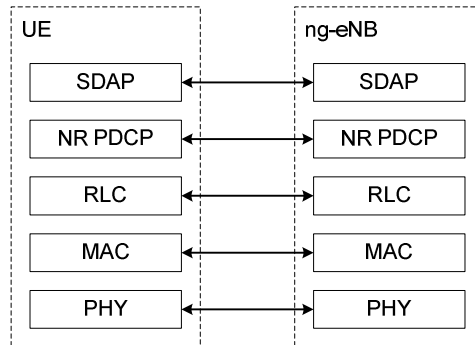 UE
ng-eNB
SDAP
SDAP
NR PDCP
NR PDCP
RLC
RLC
MAC
MAC
PHY
PHY